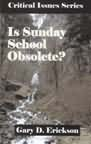 Critical Issues Series
Is Sunday
School
Obsolete?
Gary D. Erickson